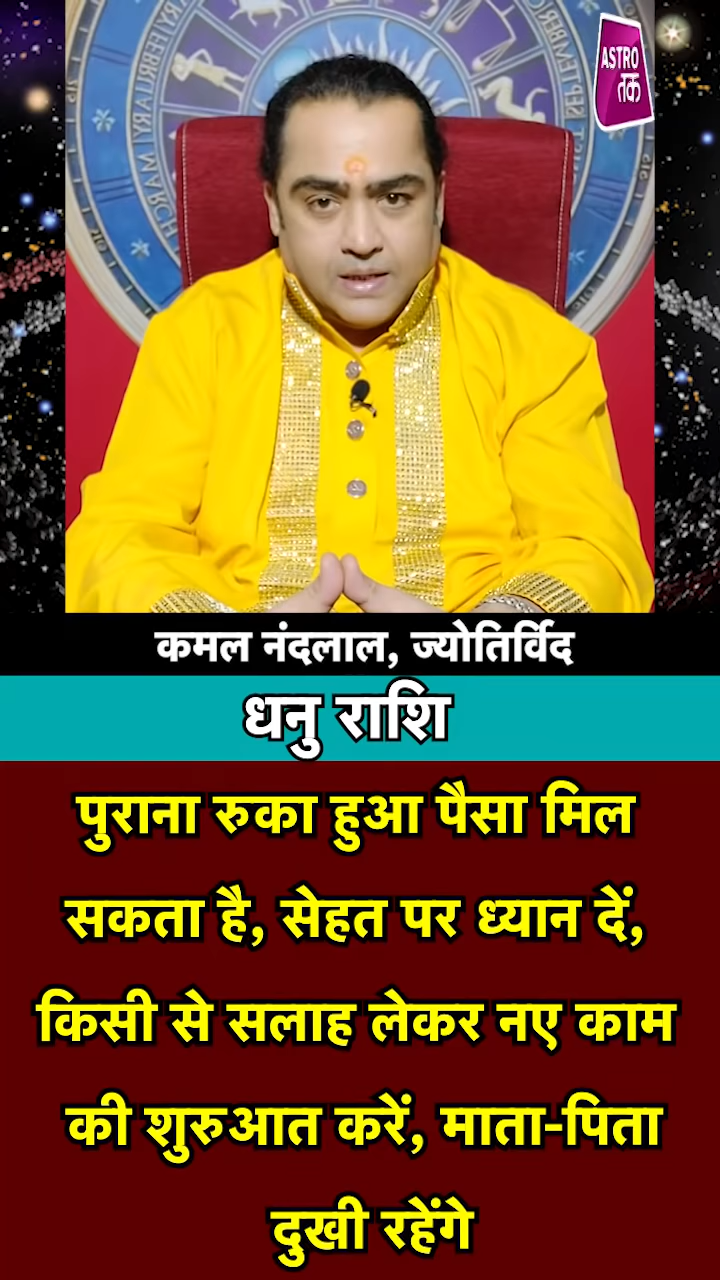 ASTRO
तक
कमल नंदलाल, ज्योतिर्विद
धनु राशि
पुराना रुका हुआ पैसा मिल
सकता है, सेहत पर ध्यान दें,
किसी से सलाह लेकर नए काम
की शुरुआत करें, माता-पिता
दुखी रहेंगे